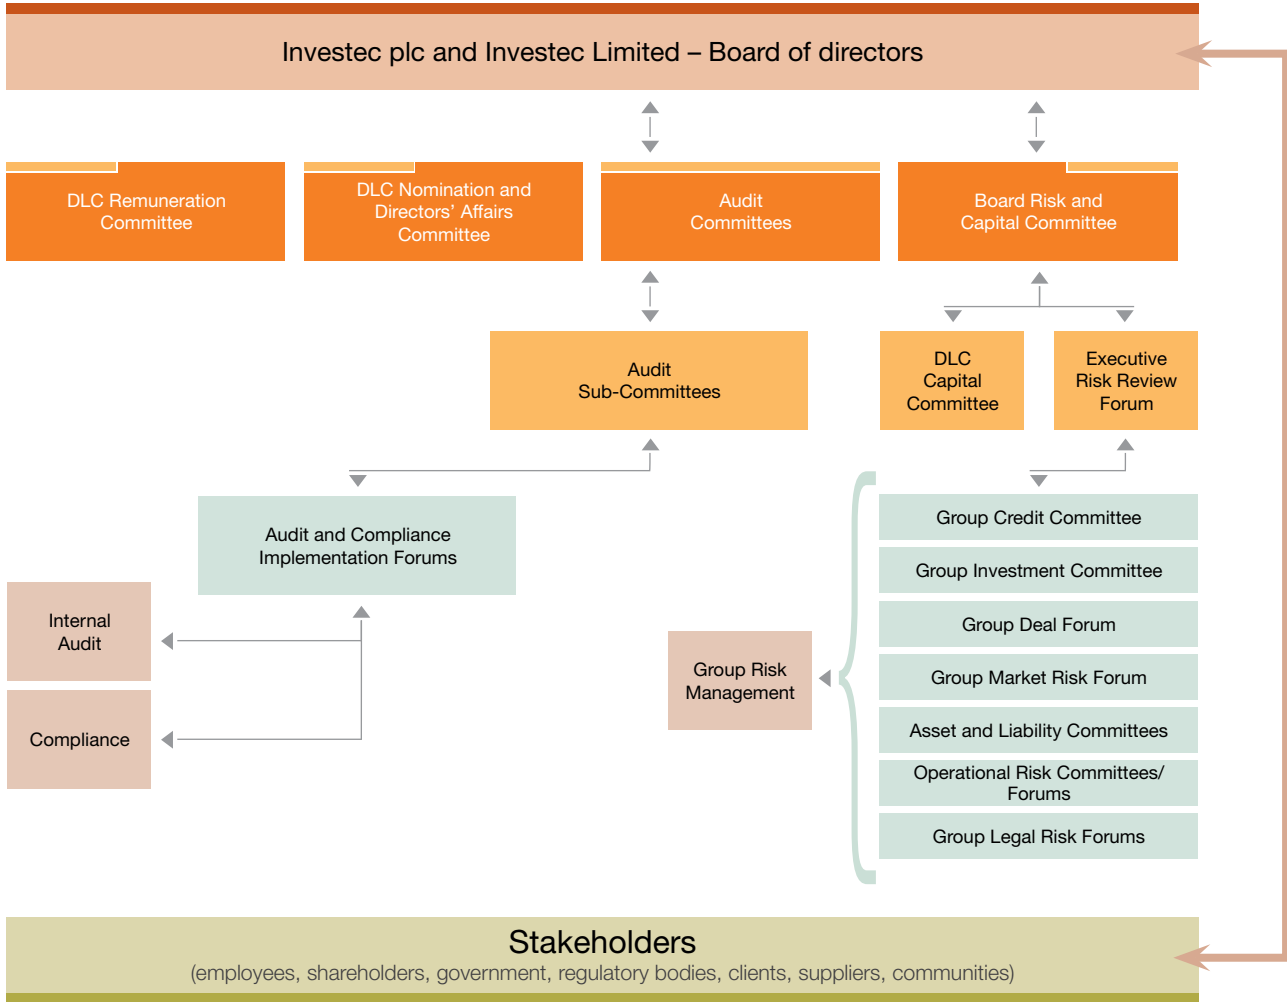 Investec plc and Investec Limited – Board of directors
DLC Remuneration
Committee
DLC Nomination and
Directors’ Affairs
Committee
Audit
Committees
Board Risk and
Capital Committee
Audit
Sub-Committees
DLC
Capital
Committee
Executive
Risk Review
Forum
Audit and Compliance
Implementation Forums
Internal
Audit
Compliance
Group Risk
Management
Group Credit Committee
Group Investment Committee
Group Deal Forum
Group Market Risk Forum
Asset and Liability Committees
Operational Risk Committees/
Forums
Group Legal Risk Forums
Stakeholders
(employees, shareholders, government, regulatory bodies, clients, suppliers, communities)